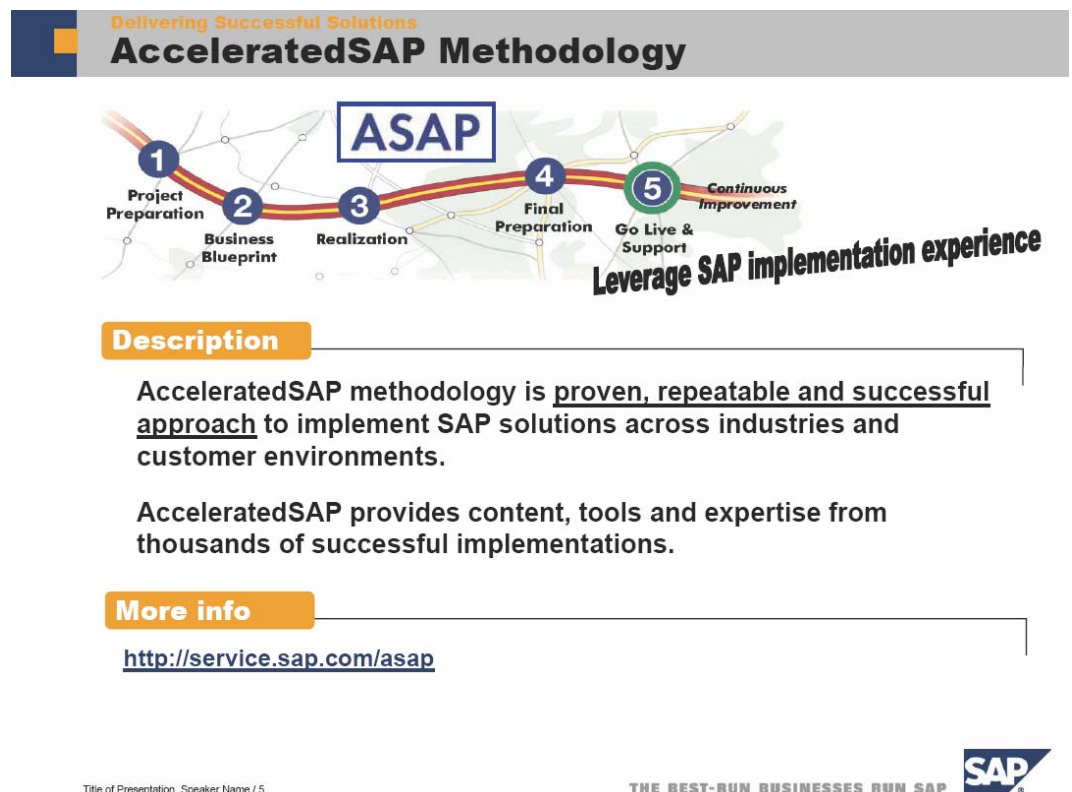 Delivering Successful Solutions
AcceleratedSAP Methodology
ASAP
1
Project
Preparation
2
Business
Blueprint
3
Realization
4
Final
Preparation
5
Go Live &
Support
Continuous
Improvement
Leverage SAP implementation experience
Description
AcceleratedSAP methodology is proven, repeatable and successful
approach to implement SAP solutions across industries and
customer environments.
AcceleratedSAP provides content, tools and expertise from
thousands of successful implementations.
More info
http://service.sap.com/asap
Title of Presentation, Speaker Name / 5
THE BEST-RUN BUSINESSES RUN SAP
SAP
®